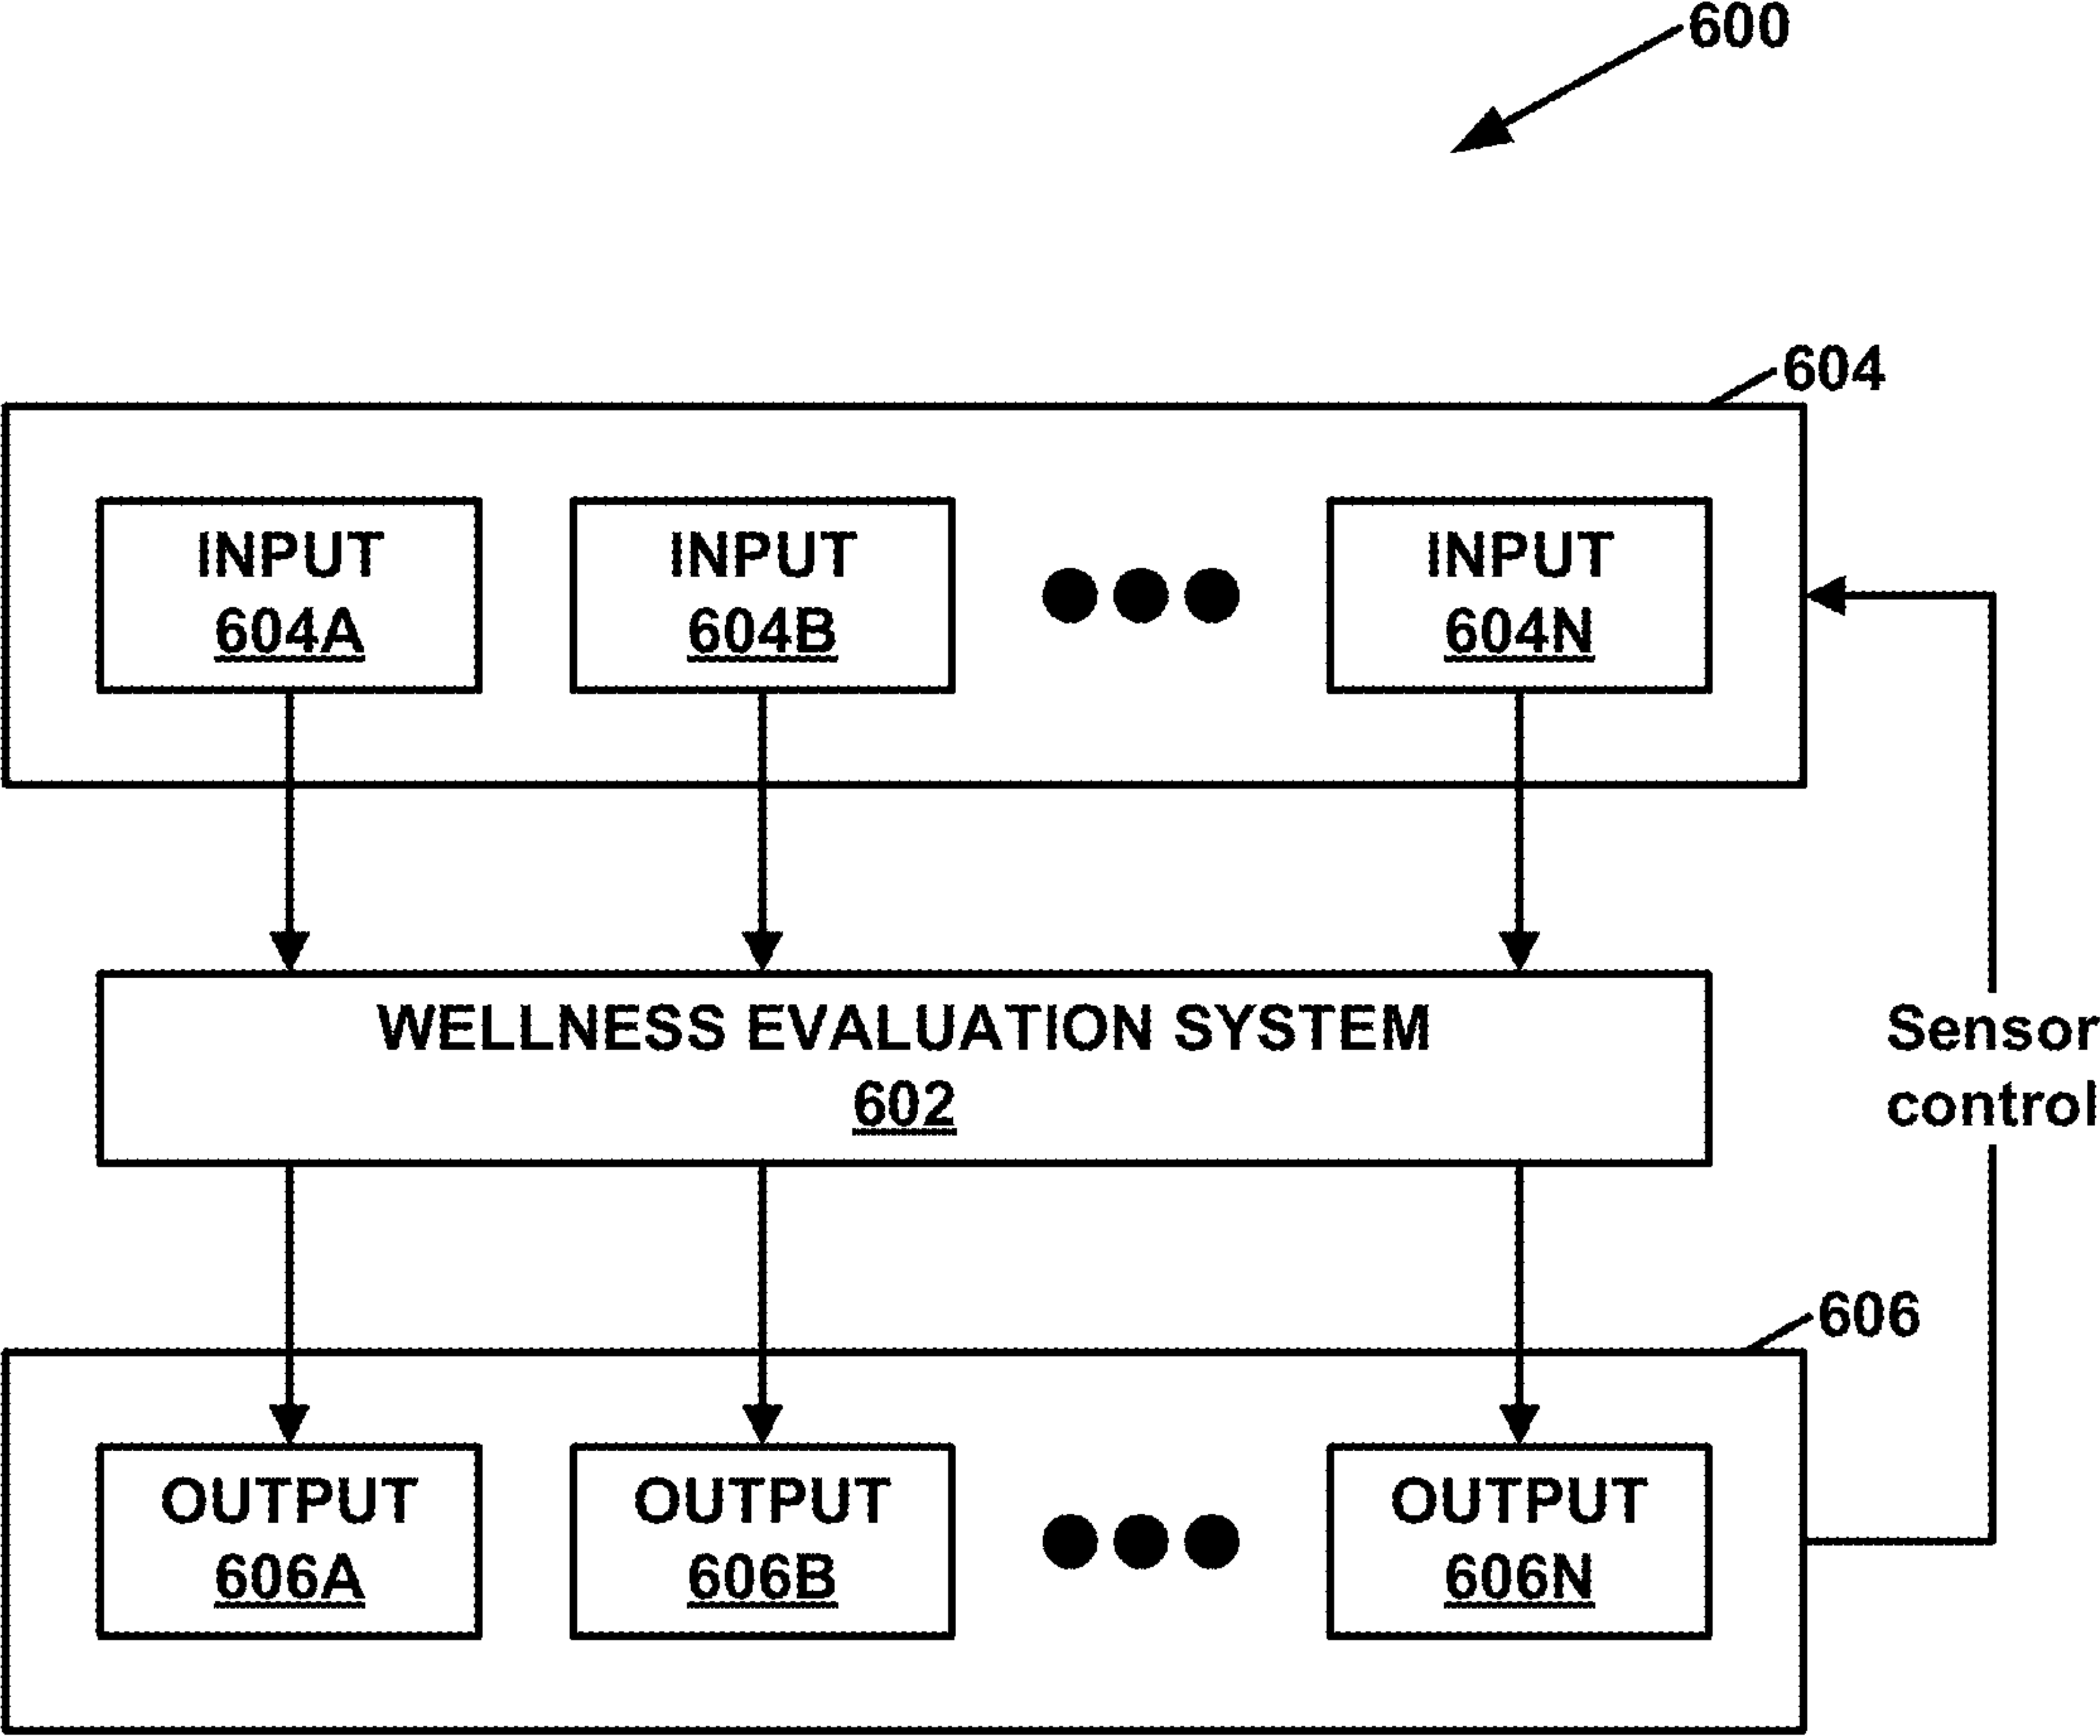 600
604
INPUT
604A
INPUT
604B
INPUT
604N
WELLNESS EVALUATION SYSTEM
602
Sensor
control
606
OUTPUT
606A
OUTPUT
606B
OUTPUT
606N